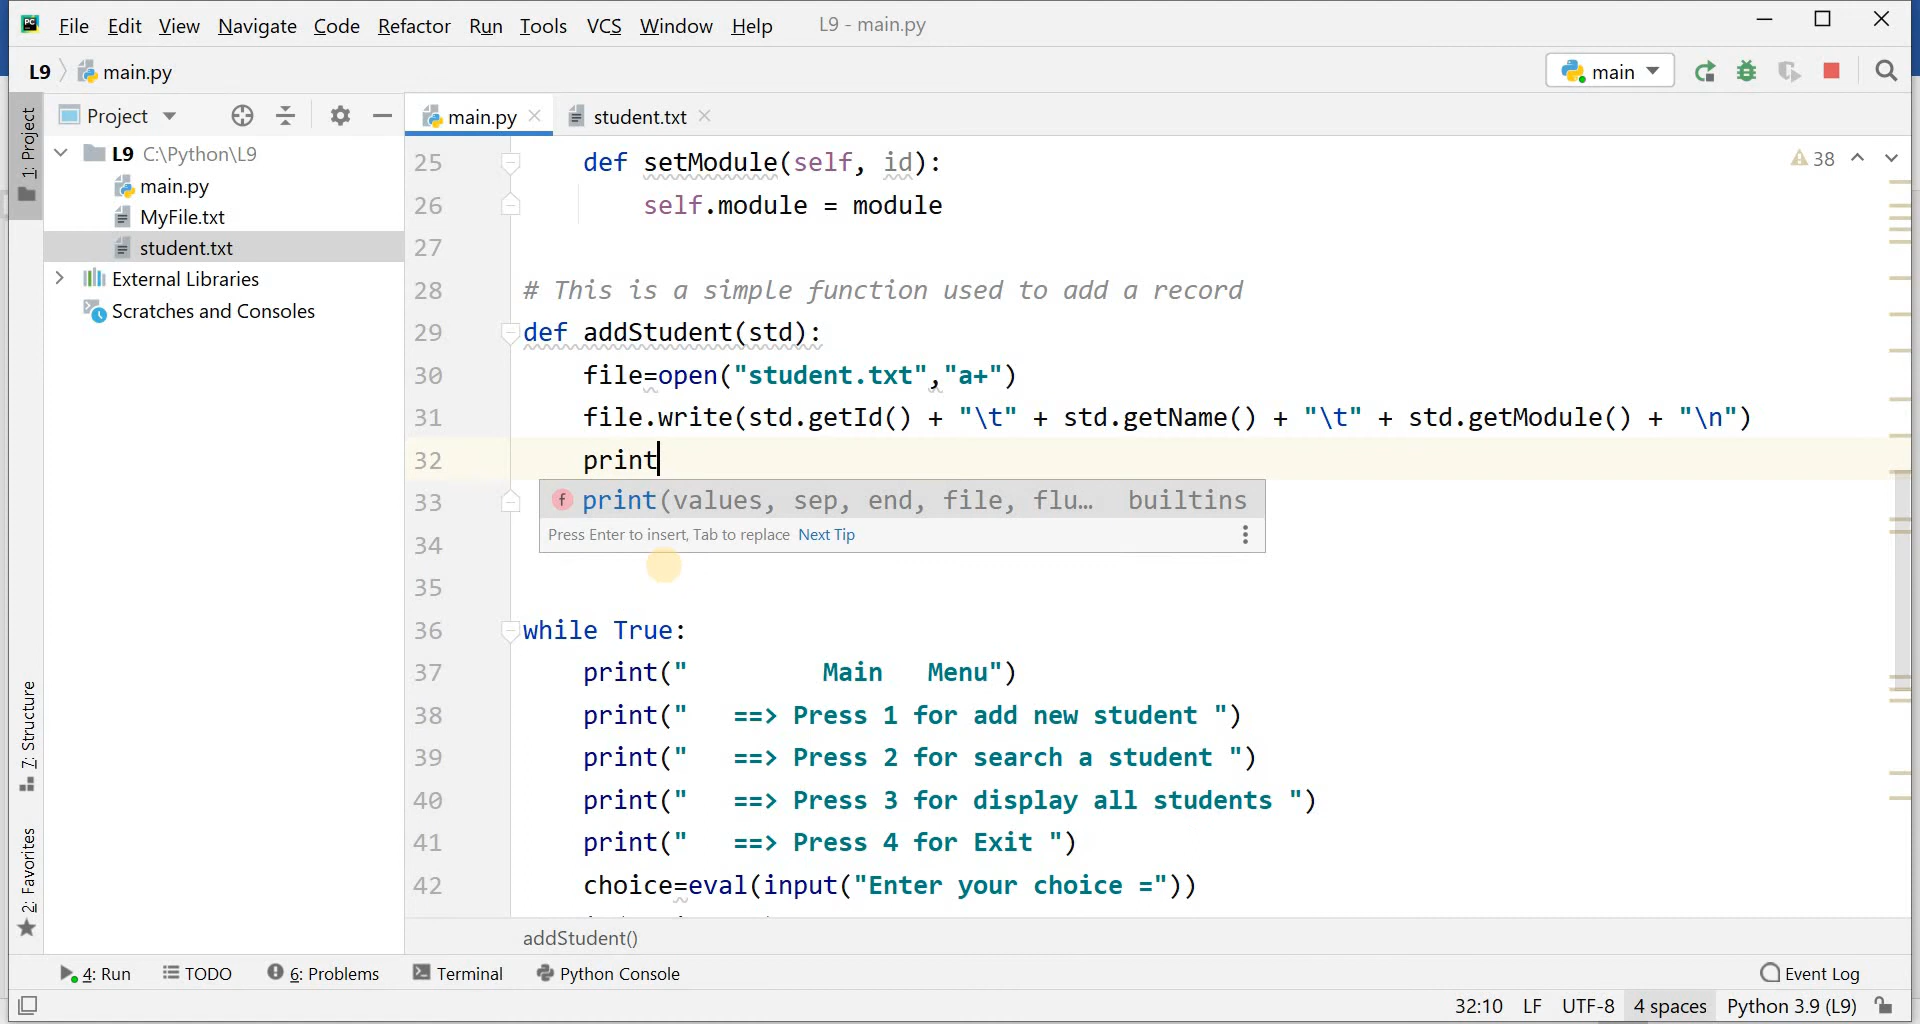 File Edit View Navigate Code Refactor Run Tools VCS Window Help L9 - main.py
L9 main.py main
1: Project
Project
main.py student.txt
L9 C:\Python\L9
main.py
MyFile.txt
student.txt
External Libraries
Scratches and Consoles
7: Structure
2: Favorites
38
25 def setModule(self, id):
26 self.module = module
27
28 # This is a simple function used to add a record
29 def addStudent(std):
30 file=open("student.txt","a+")
31 file.write(std.getId() + "\t" + std.getName() + "\t" + std.getModule() + "\n")
32 print
33 f print(values, sep, end, file, flu... builtins
Press Enter to insert, Tab to replace Next Tip
34
35
36 while True:
37 print("         Main   Menu")
38 print("   ==> Press 1 for add new student ")
39 print("   ==> Press 2 for search a student ")
40 print("   ==> Press 3 for display all students ")
41 print("   ==> Press 4 for Exit ")
42 choice=eval(input("Enter your choice ="))
addStudent()
4: Run TODO 6: Problems Terminal Python Console Event Log
32:10 LF UTF-8 4 spaces Python 3.9 (L9)